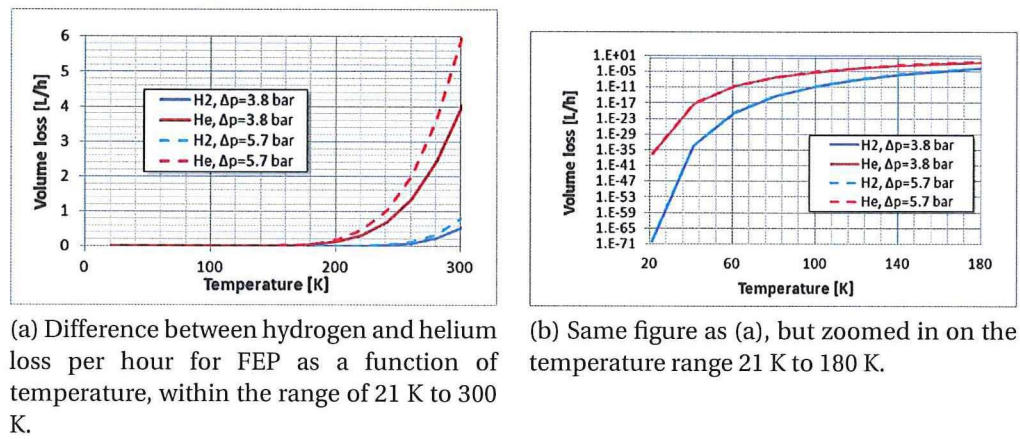 6
5
4
3
2
1
0
Volume loss [L/h]
H2, Δp=3.8 bar
He, Δp=3.8 bar
H2, Δp=5.7 bar
He, Δp=5.7 bar
0
100
200
300
Temperature [K]
1.E+01
1.E-05
1.E-11
1.E-17
1.E-23
1.E-29
1.E-35
1.E-41
1.E-47
1.E-53
1.E-59
1.E-65
1.E-71
Volume loss [L/h]
H2, Δp=3.8 bar
He, Δp=3.8 bar
H2, Δp=5.7 bar
He, Δp=5.7 bar
20
60
100
140
180
Temperature [K]
(a) Difference between hydrogen and helium
loss per hour for FEP as a function of
temperature, within the range of 21 K to 300
K.
(b) Same figure as (a), but zoomed in on the
temperature range 21 K to 180 K.